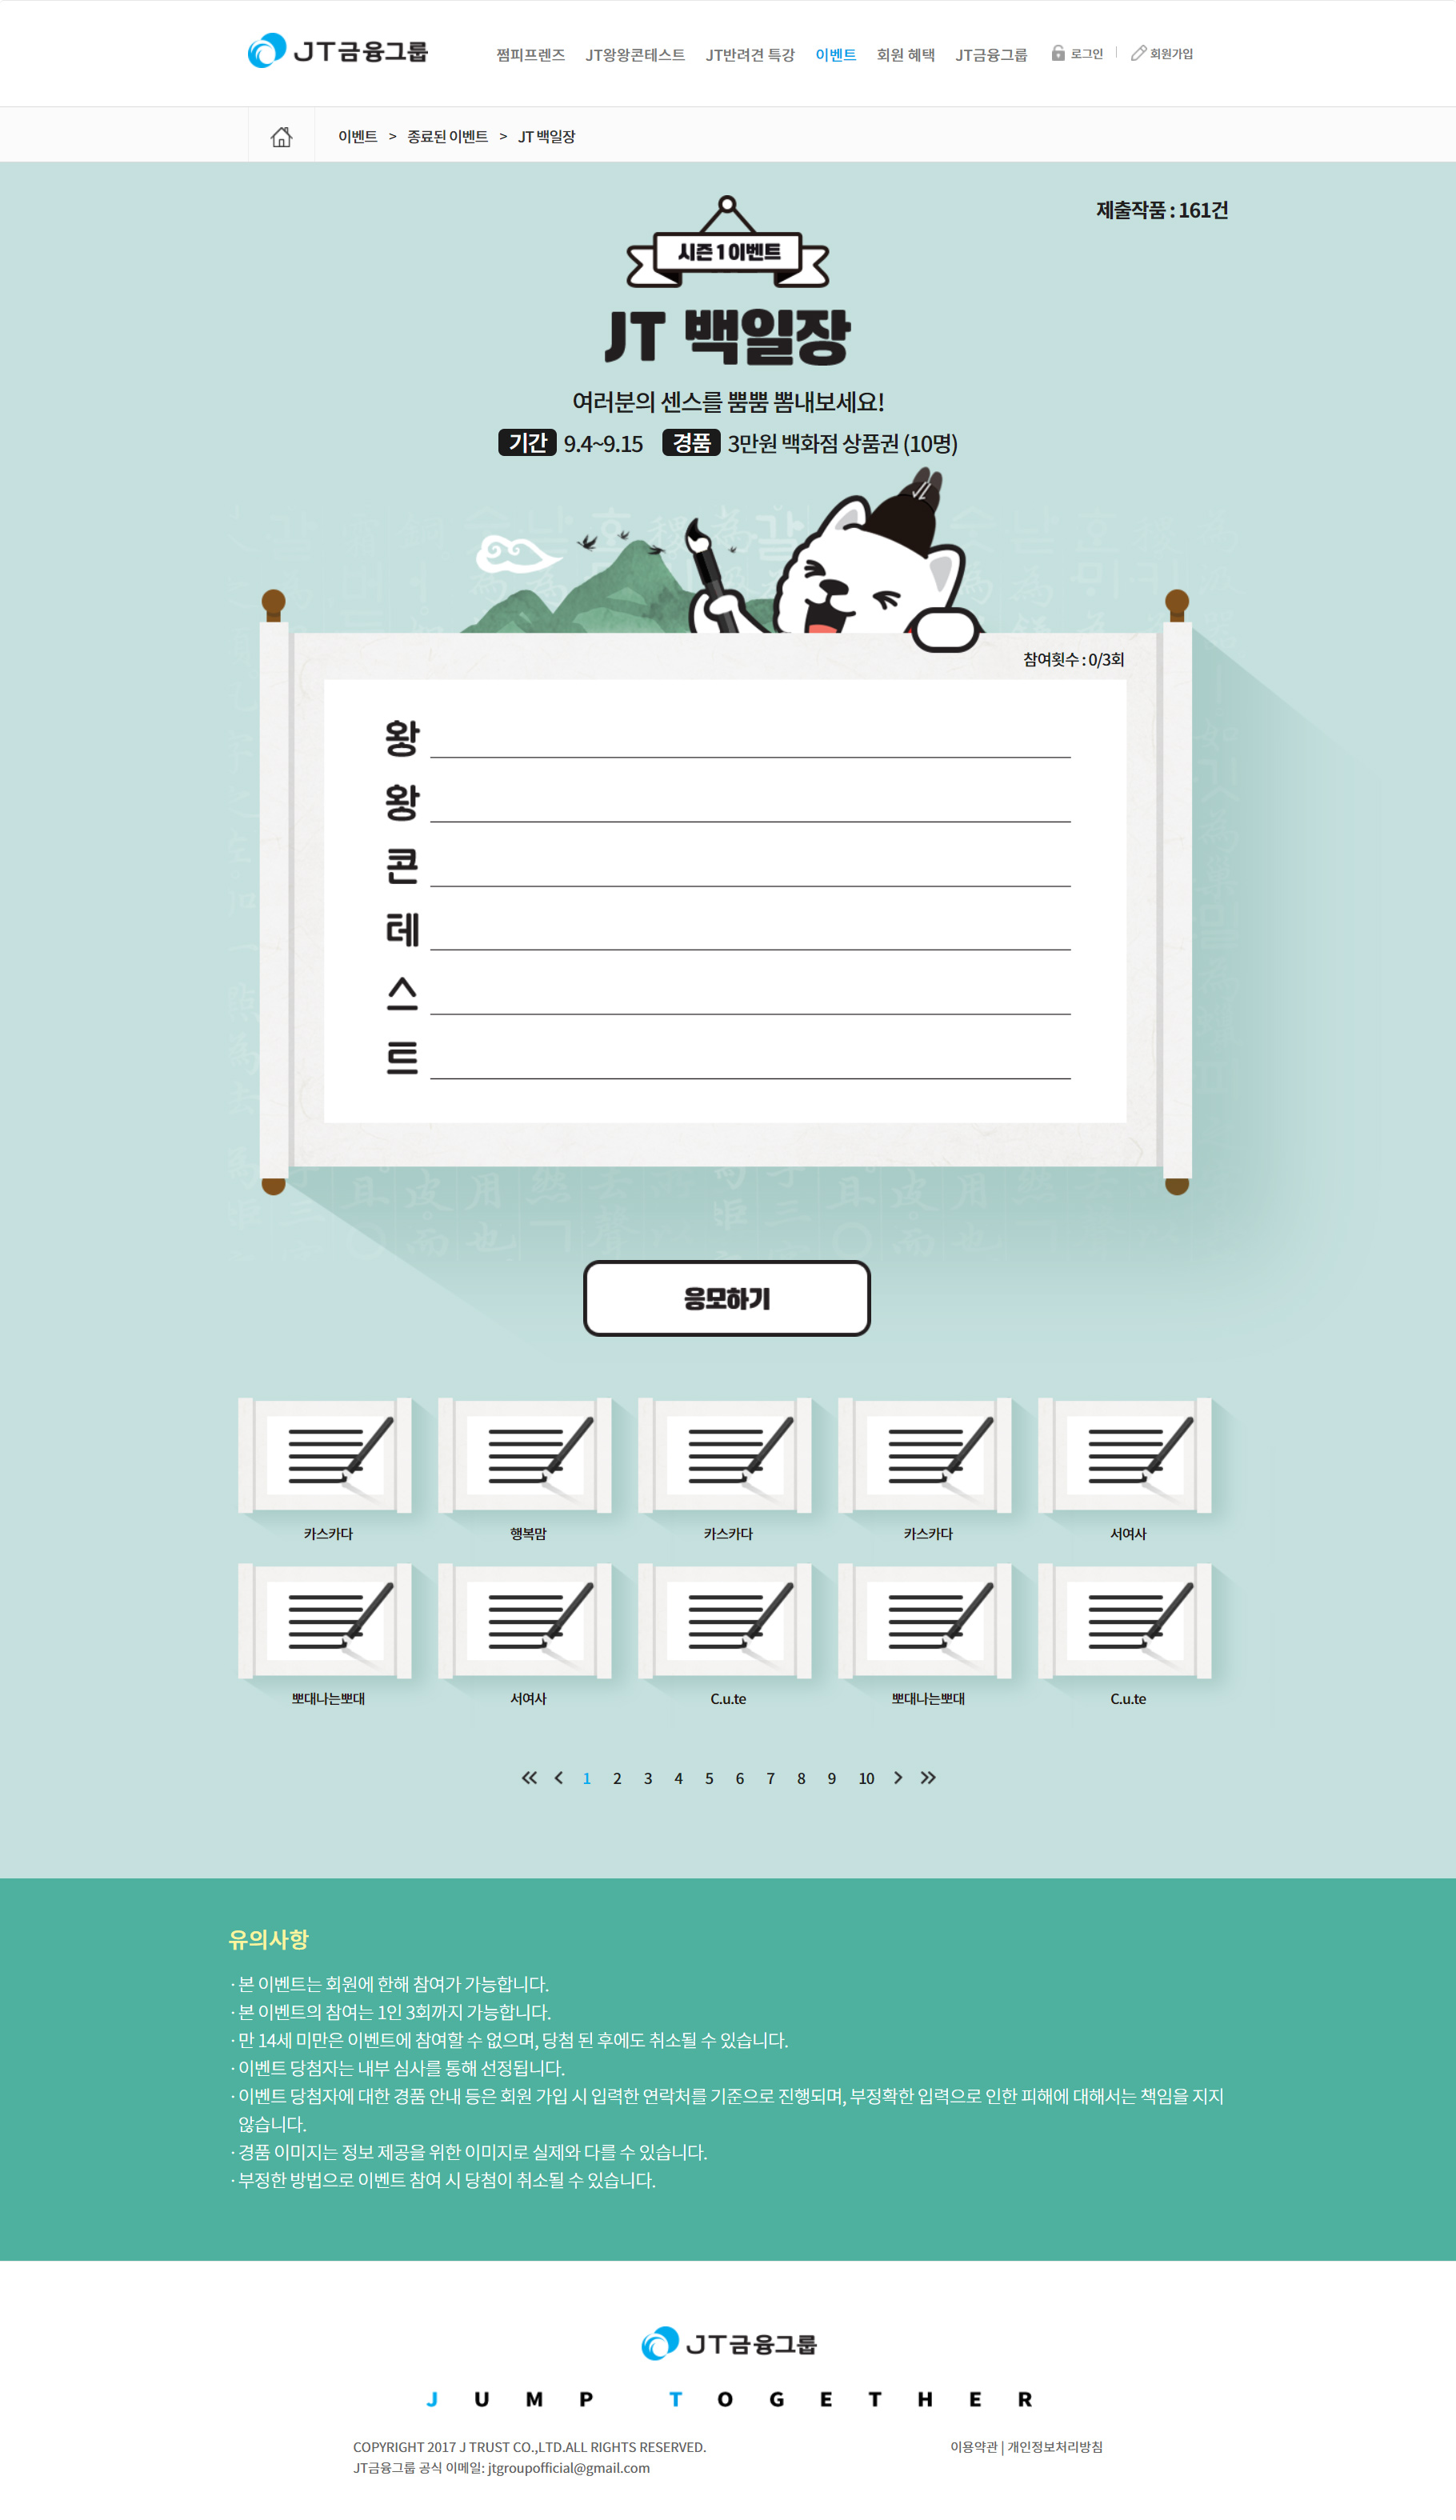 JT금융그룹
쩜피프렌즈 JT왕왕콘테스트 JT반려견 특강 이벤트 회원 혜택 JT금융그룹 로그인 회원가입
이벤트 > 종료된 이벤트 > JT 백일장
제출작품 : 161건
시즌 1 이벤트
JT 백일장
여러분의 센스를 뿜뿜 뽐내보세요!
기간 9.4~9.15 경품 3만원 백화점 상품권 (10명)
참여횟수 : 0/3회
왕
왕
콘
테
스
트
응모하기
카스카다 행복맘 카스카다 카스카다 서여사
뽀대나는뽀대 서여사 C.u.te 뽀대나는뽀대 C.u.te
1 2 3 4 5 6 7 8 9 10
유의사항
· 본 이벤트는 회원에 한해 참여가 가능합니다.
· 본 이벤트의 참여는 1인 3회까지 가능합니다.
· 만 14세 미만은 이벤트에 참여할 수 없으며, 당첨 된 후에도 취소될 수 있습니다.
· 이벤트 당첨자는 내부 심사를 통해 선정됩니다.
· 이벤트 당첨자에 대한 경품 안내 등은 회원 가입 시 입력한 연락처를 기준으로 진행되며, 부정확한 입력으로 인한 피해에 대해서는 책임을 지지
않습니다.
· 경품 이미지는 정보 제공을 위한 이미지로 실제와 다를 수 있습니다.
· 부정한 방법으로 이벤트 참여 시 당첨이 취소될 수 있습니다.
JT금융그룹
JUMP TOGETHER
COPYRIGHT 2017 J TRUST CO.,LTD.ALL RIGHTS RESERVED. 이용약관 | 개인정보처리방침
JT금융그룹 공식 이메일: jtgroupofficial@gmail.com